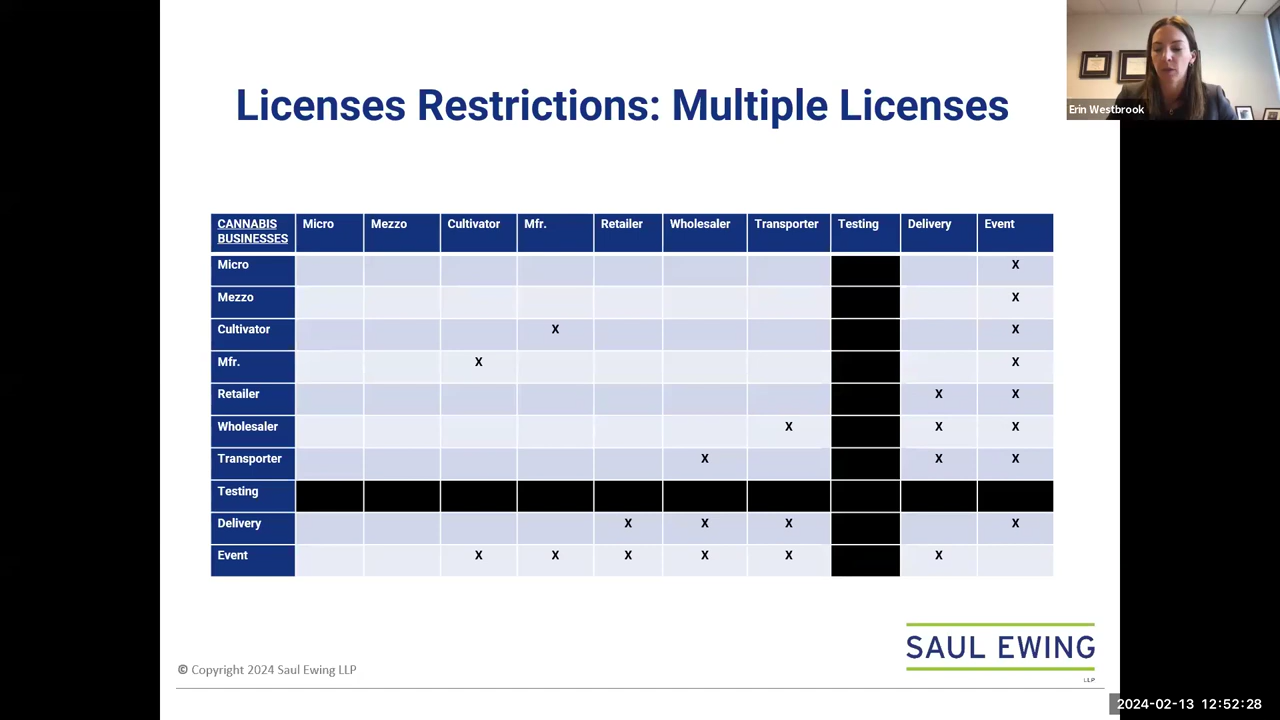 Erin Westbrook
Licenses Restrictions: Multiple Licenses
CANNABIS BUSINESSES Micro Mezzo Cultivator Mfr. Retailer Wholesaler Transporter Testing Delivery Event
Micro X
Mezzo X
Cultivator X X
Mfr. X X
Retailer X X
Wholesaler X X X
Transporter X X X
Testing
Delivery X X X X
Event X X X X X X
SAUL EWING
LLP
© Copyright 2024 Saul Ewing LLP
2024-02-13 12:52:28